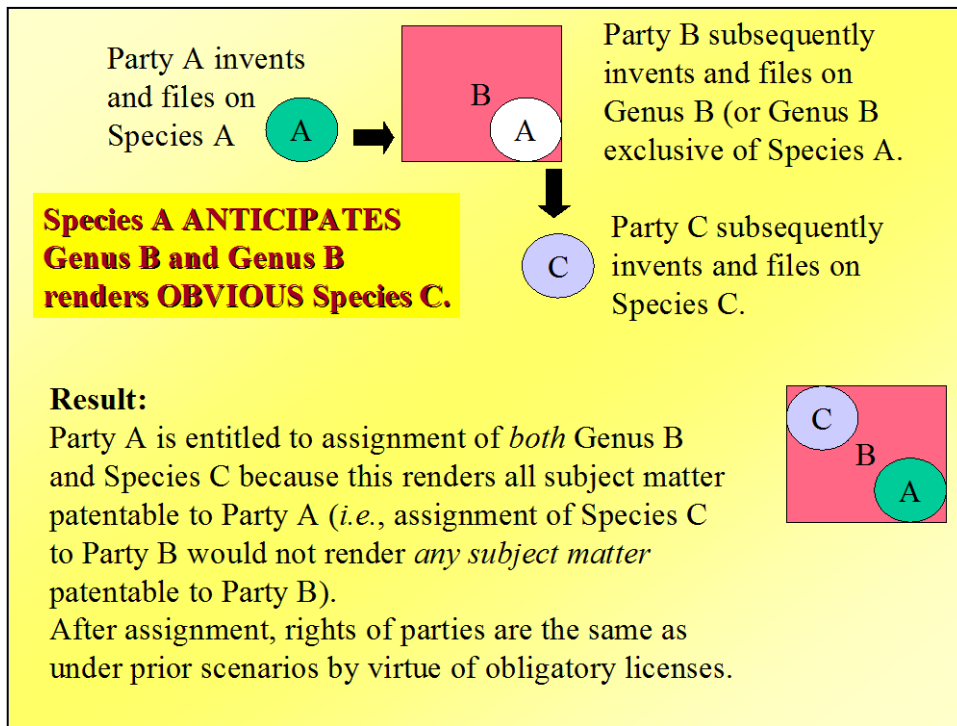 Party A invents
and files on
Species A
A
B
A
Party B subsequently
invents and files on
Genus B (or Genus B
exclusive of Species A.
Species A ANTICIPATES
Genus B and Genus B
renders OBVIOUS Species C.
C
Party C subsequently
invents and files on
Species C.
Result:
Party A is entitled to assignment of both Genus B
and Species C because this renders all subject matter
patentable to Party A (i.e., assignment of Species C
to Party B would not render any subject matter
patentable to Party B).
After assignment, rights of parties are the same as
under prior scenarios by virtue of obligatory licenses.
C
B
A